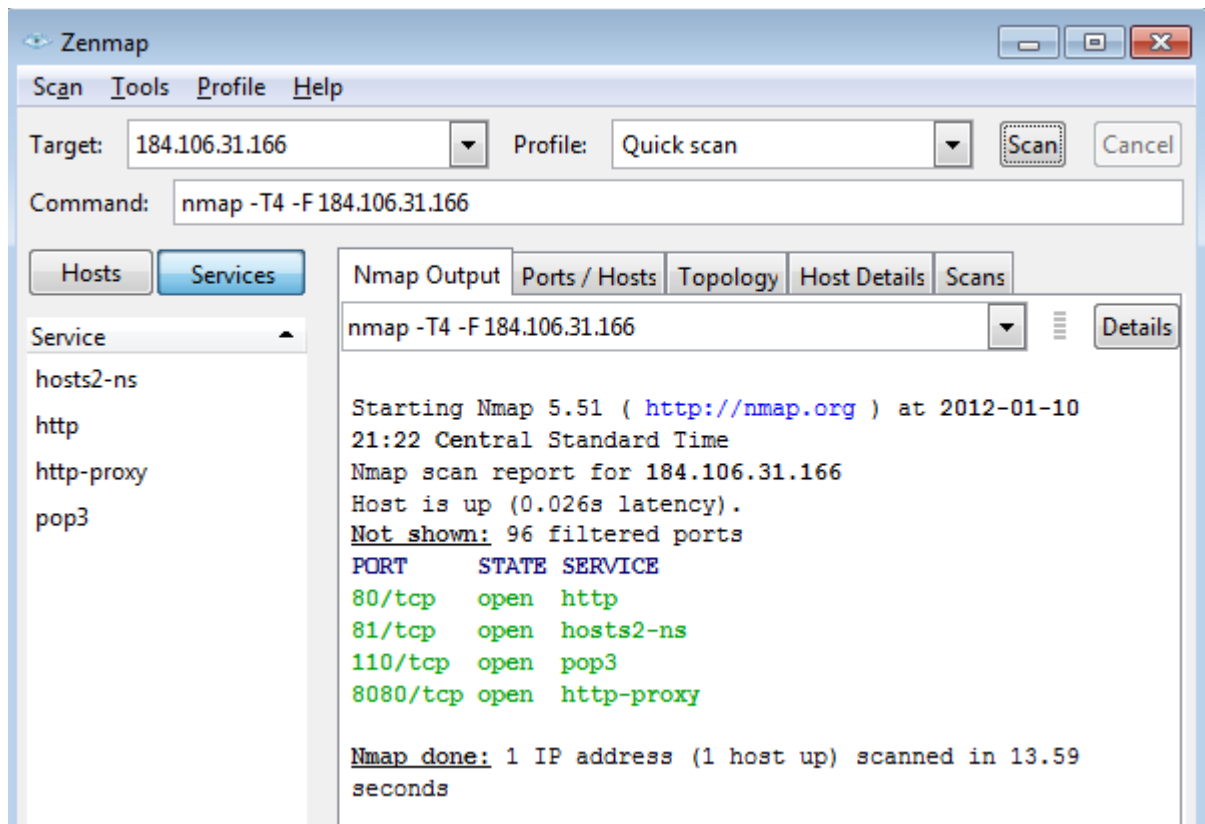 Zenmap
Scan Tools Profile Help
Target: 184.106.31.166 Profile: Quick scan Scan Cancel
Command: nmap -T4 -F 184.106.31.166
Hosts Services
Nmap Output Ports / Hosts Topology Host Details Scans
nmap -T4 -F 184.106.31.166 Details
Service
hosts2-ns
http
http-proxy
pop3
Starting Nmap 5.51 ( http://nmap.org ) at 2012-01-10
21:22 Central Standard Time
Nmap scan report for 184.106.31.166
Host is up (0.026s latency).
Not shown: 96 filtered ports
PORT STATE SERVICE
80/tcp open http
81/tcp open hosts2-ns
110/tcp open pop3
8080/tcp open http-proxy
Nmap done: 1 IP address (1 host up) scanned in 13.59
seconds